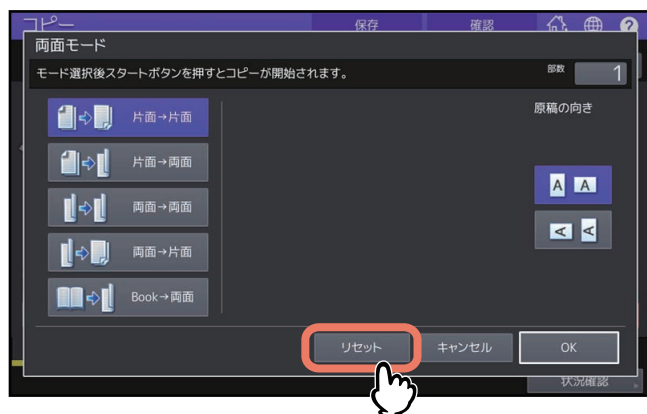 コピー
保存
確認
?
両面モード
モード選択後スタートボタンを押すとコピーが開始されます。
部数
1
片面→片面
原稿の向き
片面→両面
A A
両面→両面
A A
両面→片面
Book→両面
リセット
キャンセル
OK
状況確認